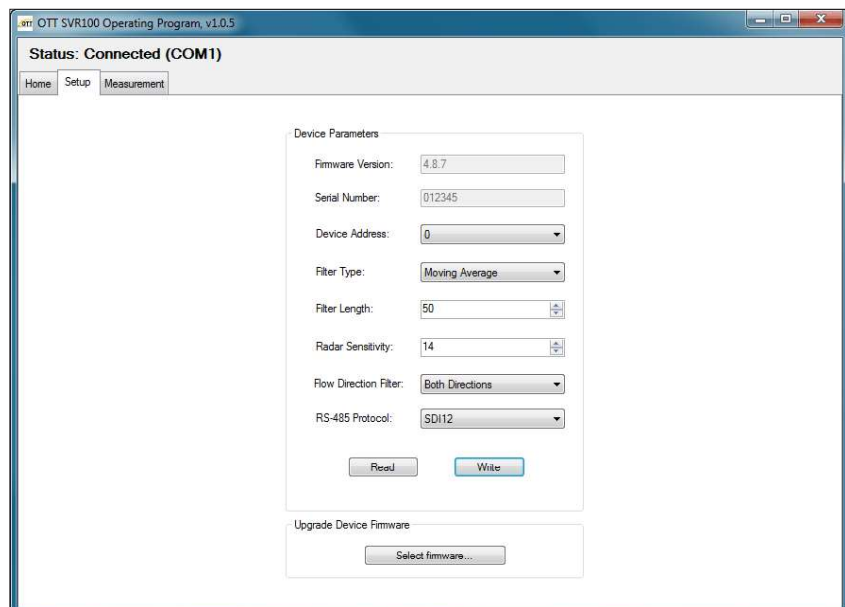 OTT SVR100 Operating Program, v1.0.5
Status: Connected (COM1)
Home Setup Measurement
Device Parameters
Firmware Version: 4.8.7
Serial Number: 012345
Device Address: 0
Filter Type: Moving Average
Filter Length: 50
Radar Sensitivity: 14
Flow Direction Filter: Both Directions
RS-485 Protocol: SDI12
Read Write
Upgrade Device Firmware
Select firmware...